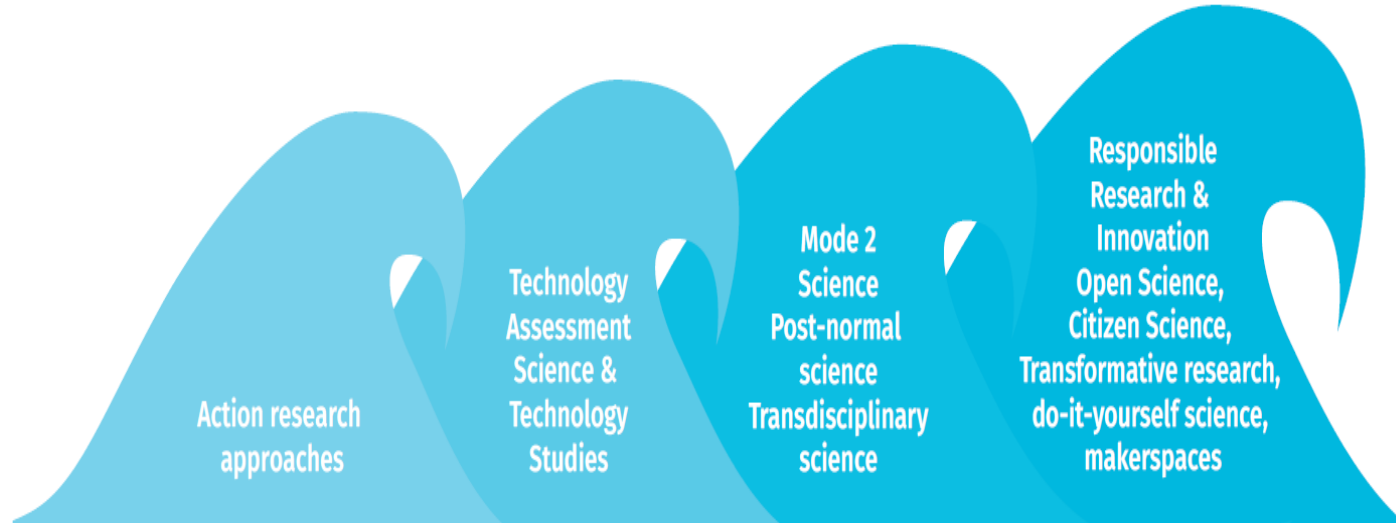 Action research
approaches
Technology
Assessment
Science &
Technology
Studies
Mode 2
Science
Post-normal
science
Transdisciplinary
science
Responsible
Research &
Innovation
Open Science,
Citizen Science,
Transformative research,
do-it-yourself science,
makerspaces